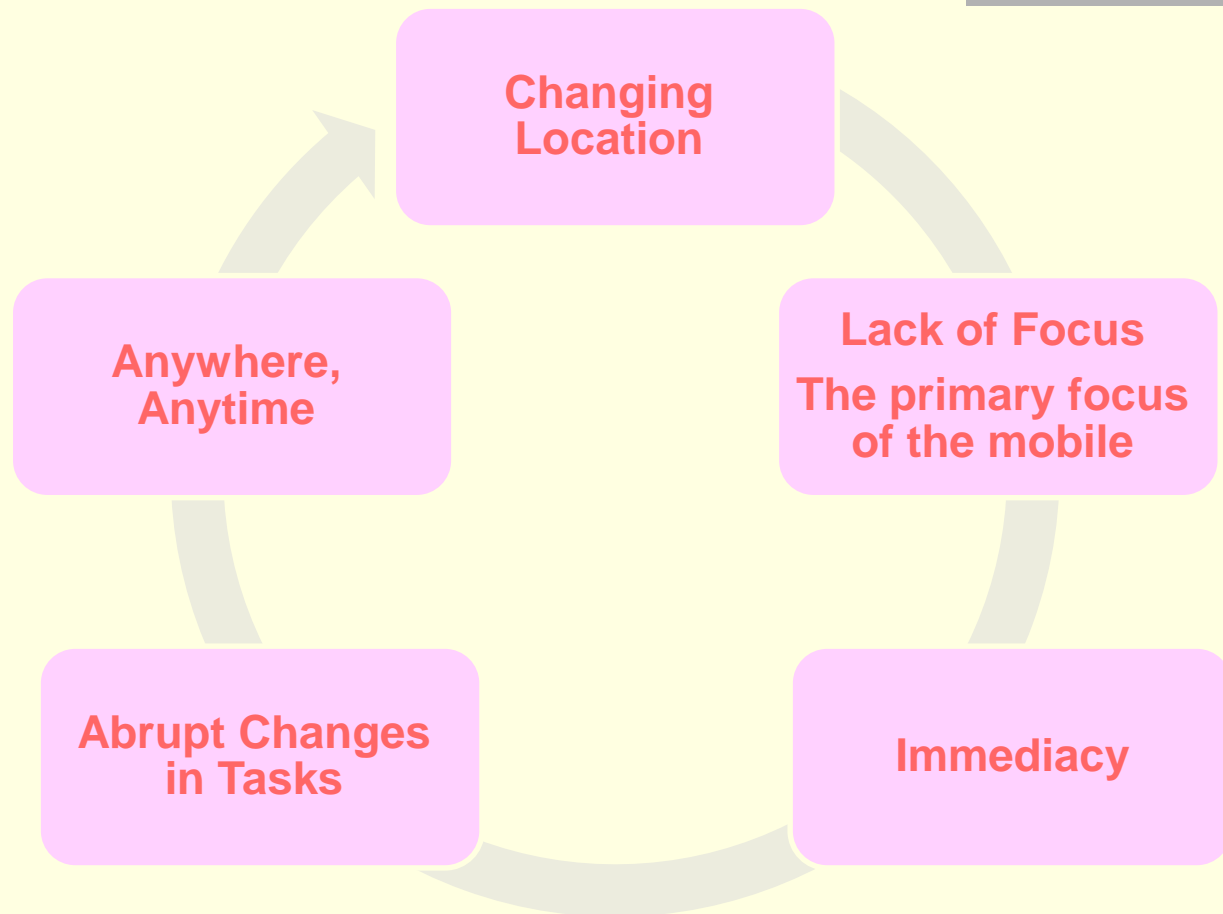 Changing
Location
Lack of Focus
The primary focus
of the mobile
Immediacy
Abrupt Changes
in Tasks
Anywhere,
Anytime